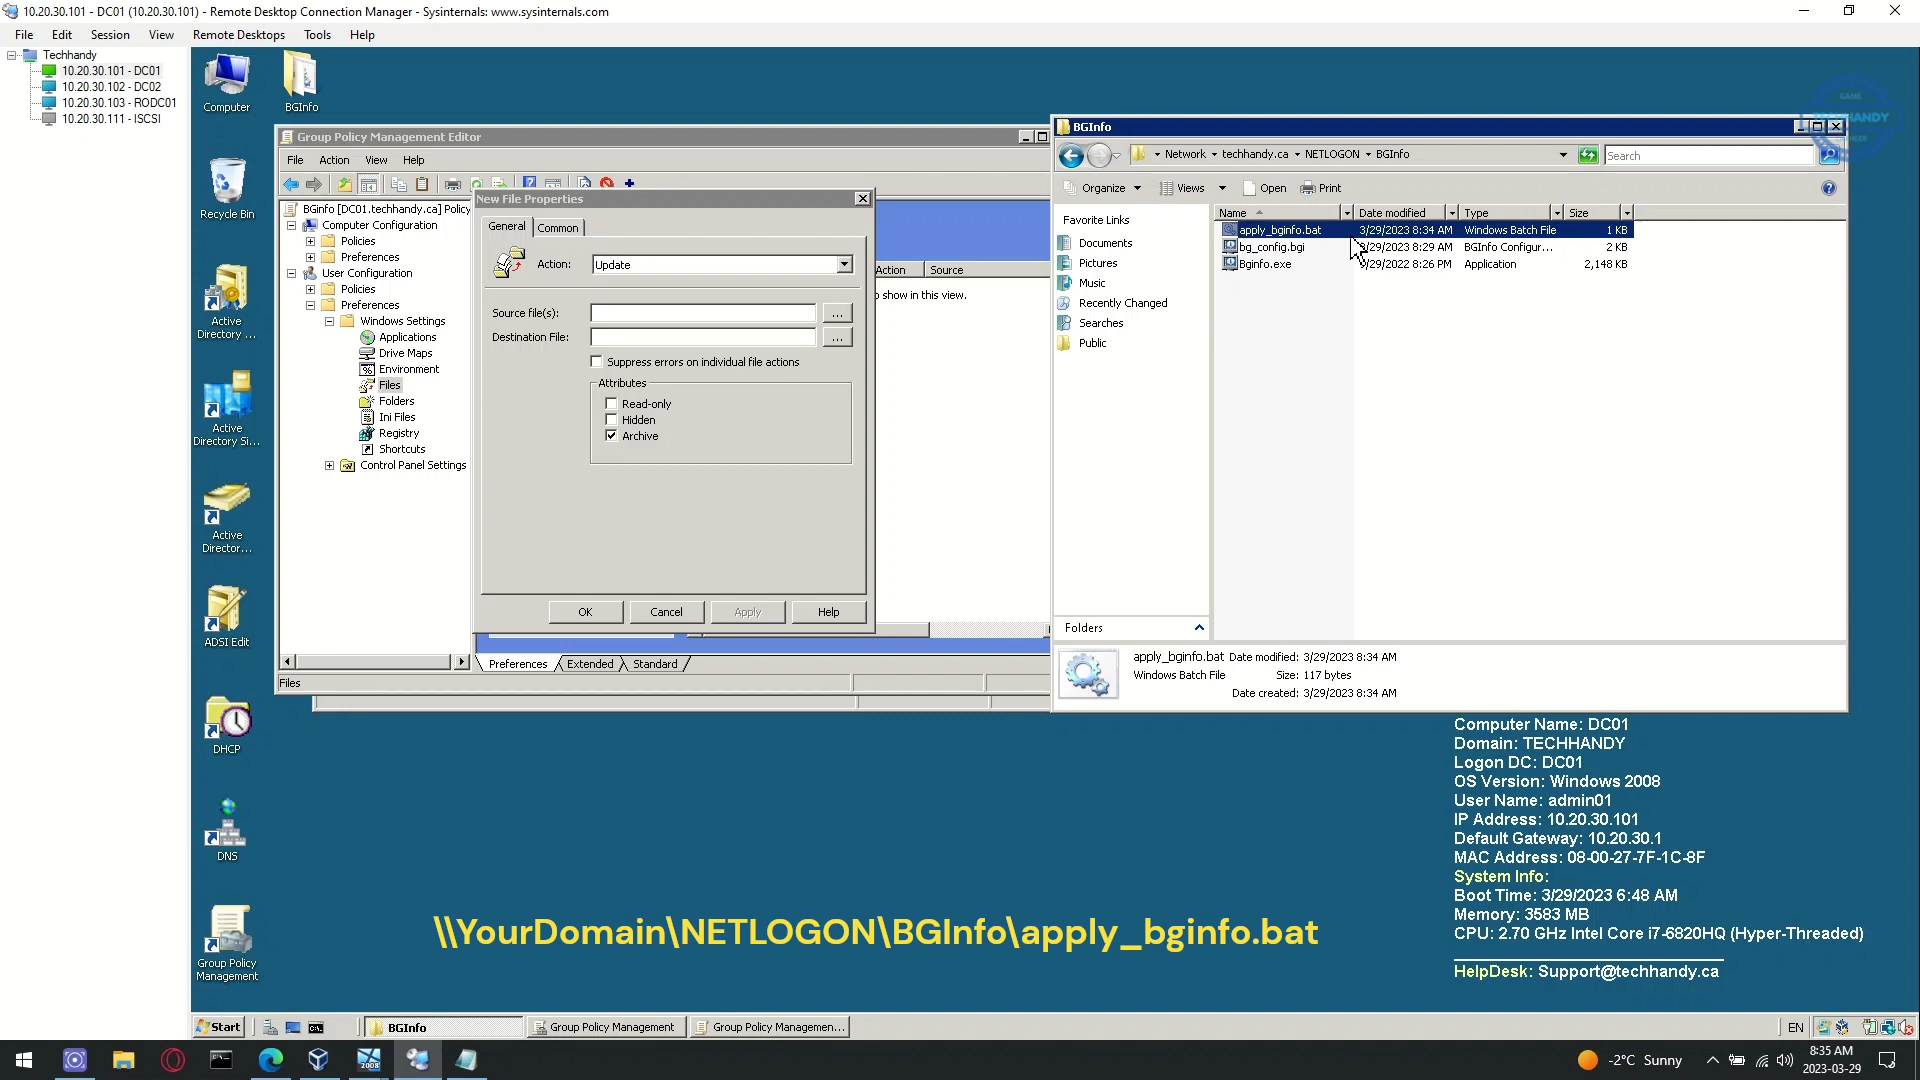 10.20.30.101 - DC01 (10.20.30.101) - Remote Desktop Connection Manager - Sysinternals: www.sysinternals.com
File Edit Session View Remote Desktops Tools Help
Techhandy
10.20.30.101 - DC01
10.20.30.102 - DC02
10.20.30.103 - RODC01
10.20.30.111 - ISCSI
Computer
BGInfo
Recycle Bin
Active
Directory ...
Active
Directory Si...
Active
Director...
ADSI Edit
DHCP
DNS
Group Policy
Management
Group Policy Management Editor
File Action View Help
BGinfo [DC01.techhandy.ca] Policy
Computer Configuration
Policies
Preferences
User Configuration
Policies
Preferences
Windows Settings
Applications
Drive Maps
Environment
Files
Folders
Ini Files
Registry
Shortcuts
Control Panel Settings
Action Source
o show in this view.
Preferences Extended Standard
Files
New File Properties
General Common
Action: Update
Source file(s): ...
Destination File: ...
Suppress errors on individual file actions
Attributes
Read-only
Hidden
Archive
OK Cancel Apply Help
BGInfo
Network techhandy.ca NETLOGON BGInfo
Search
Organize Views Open Print
Favorite Links
Documents
Pictures
Music
Recently Changed
Searches
Public
Folders
Name Date modified Type Size
apply_bginfo.bat 3/29/2023 8:34 AM Windows Batch File 1 KB
bg_config.bgi 3/29/2023 8:29 AM BGInfo Configur... 2 KB
Bginfo.exe 9/29/2022 8:26 PM Application 2,148 KB
apply_bginfo.bat Date modified: 3/29/2023 8:34 AM
Windows Batch File Size: 117 bytes
Date created: 3/29/2023 8:34 AM
TECHHANDY
Computer Name: DC01
Domain: TECHHANDY
Logon DC: DC01
OS Version: Windows 2008
User Name: admin01
IP Address: 10.20.30.101
Default Gateway: 10.20.30.1
MAC Address: 08-00-27-7F-1C-8F
System Info:
Boot Time: 3/29/2023 6:48 AM
Memory: 3583 MB
CPU: 2.70 GHz Intel Core i7-6820HQ (Hyper-Threaded)
HelpDesk: Support@techhandy.ca
\\YourDomain\NETLOGON\BGInfo\apply_bginfo.bat
Start BGInfo Group Policy Management Group Policy Managemen... EN
2008
-2°C Sunny
8:35 AM
2023-03-29